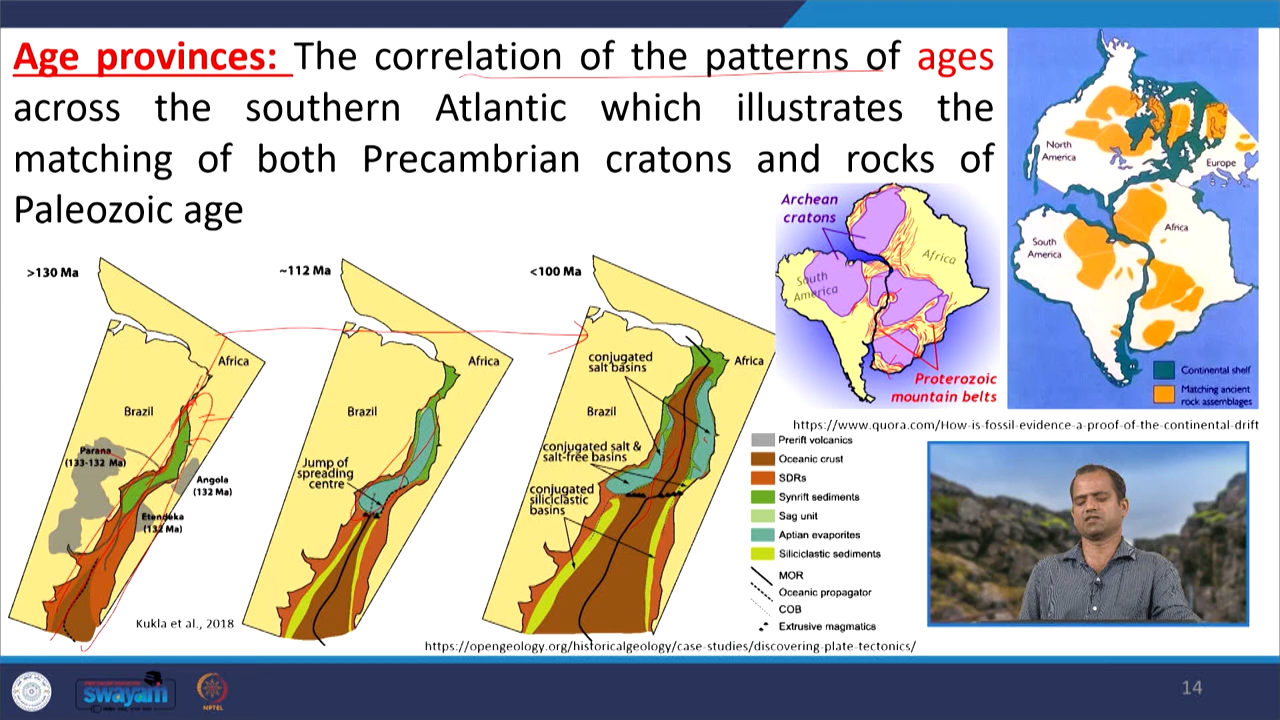 Age provinces: The correlation of the patterns of ages
across the southern Atlantic which illustrates the
matching of both Precambrian cratons and rocks of
Paleozoic age
>130 Ma
Africa
Brazil
Parana
(133-132 Ma)
Angola
(132 Ma)
Etendeka
(132 Ma)
Kukla et al., 2018
~112 Ma
Africa
Brazil
Jump of
spreading
centre
<100 Ma
conjugated
salt basins
Africa
Brazil
conjugated salt &
salt-free basins
conjugated
siliciclastic
basins
Archean
cratons
Africa
South
America
Proterozoic
mountain belts
North
America
Europe
Africa
South
America
Continental shelf
Matching ancient
rock assemblages
https://www.quora.com/How-is-fossil-evidence-a-proof-of-the-continental-drift
Prerift volcanics
Oceanic crust
SDRs
Synrift sediments
Sag unit
Aptian evaporites
Siliciclastic sediments
MOR
Oceanic propagator
COB
Extrusive magmatics
https://opengeology.org/historicalgeology/case-studies/discovering-plate-tectonics/
swayam
NPTEL
14